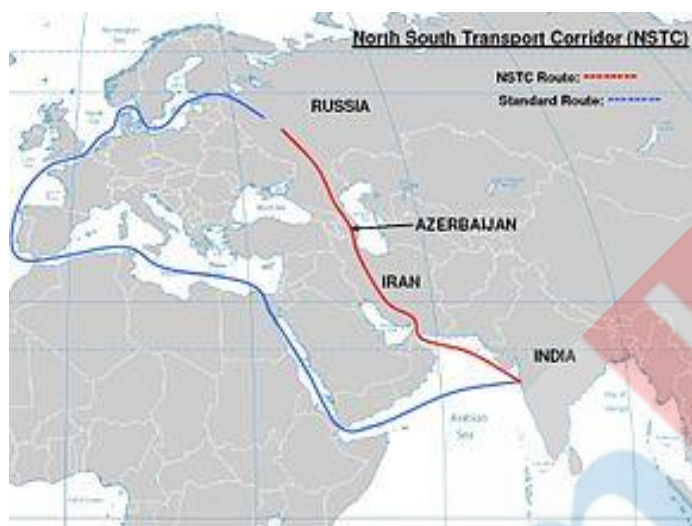 North South Transport Corridor (NSTC)
NSTC Route:
Standard Route:
RUSSIA
AZERBAIJAN
IRAN
INDIA
Arabian
Sea